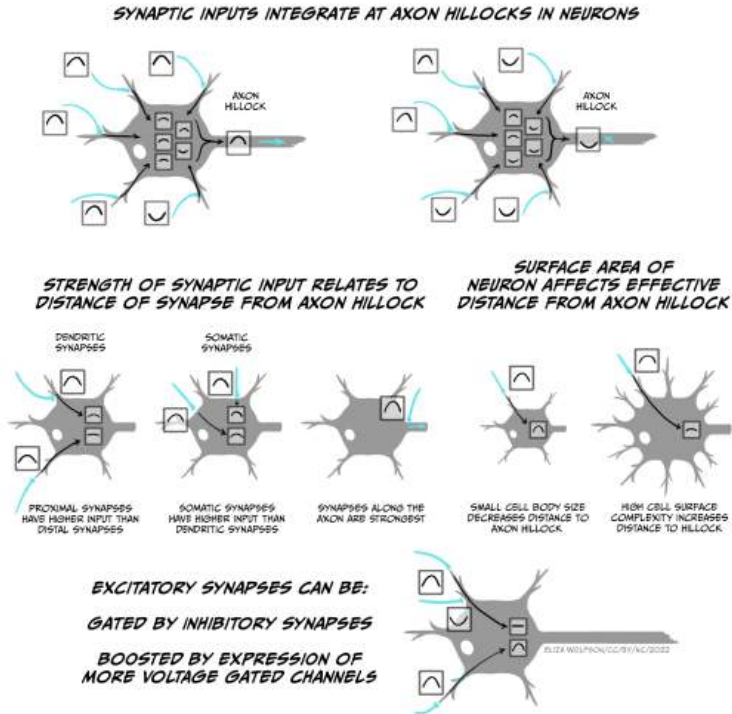 SYNAPTIC INPUTS INTEGRATE AT AXON HILLOCKS IN NEURONS
AXON
HILLOCK
AXON
HILLOCK
STRENGTH OF SYNAPTIC INPUT RELATES TO
DISTANCE OF SYNAPSE FROM AXON HILLOCK
SURFACE AREA OF
NEURON AFFECTS EFFECTIVE
DISTANCE FROM AXON HILLOCK
DENDRITIC
SYNAPSES
SOMATIC
SYNAPSES
PROXIMAL SYNAPSES
HAVE HIGHER INPUT THAN
DISTAL SYNAPSES
SOMATIC SYNAPSES
HAVE HIGHER INPUT THAN
DENDRITIC SYNAPSES
SYNAPSES ALONG THE
AXON ARE STRONGEST
SMALL CELL BODY SIZE
DECREASES DISTANCE TO
AXON HILLOCK
HIGH CELL SURFACE
COMPLEXITY INCREASES
DISTANCE TO HILLOCK
EXCITATORY SYNAPSES CAN BE:
GATED BY INHIBITORY SYNAPSES
BOOSTED BY EXPRESSION OF
MORE VOLTAGE GATED CHANNELS
ELIZA WOLFSON/CC/BY/NC/2022